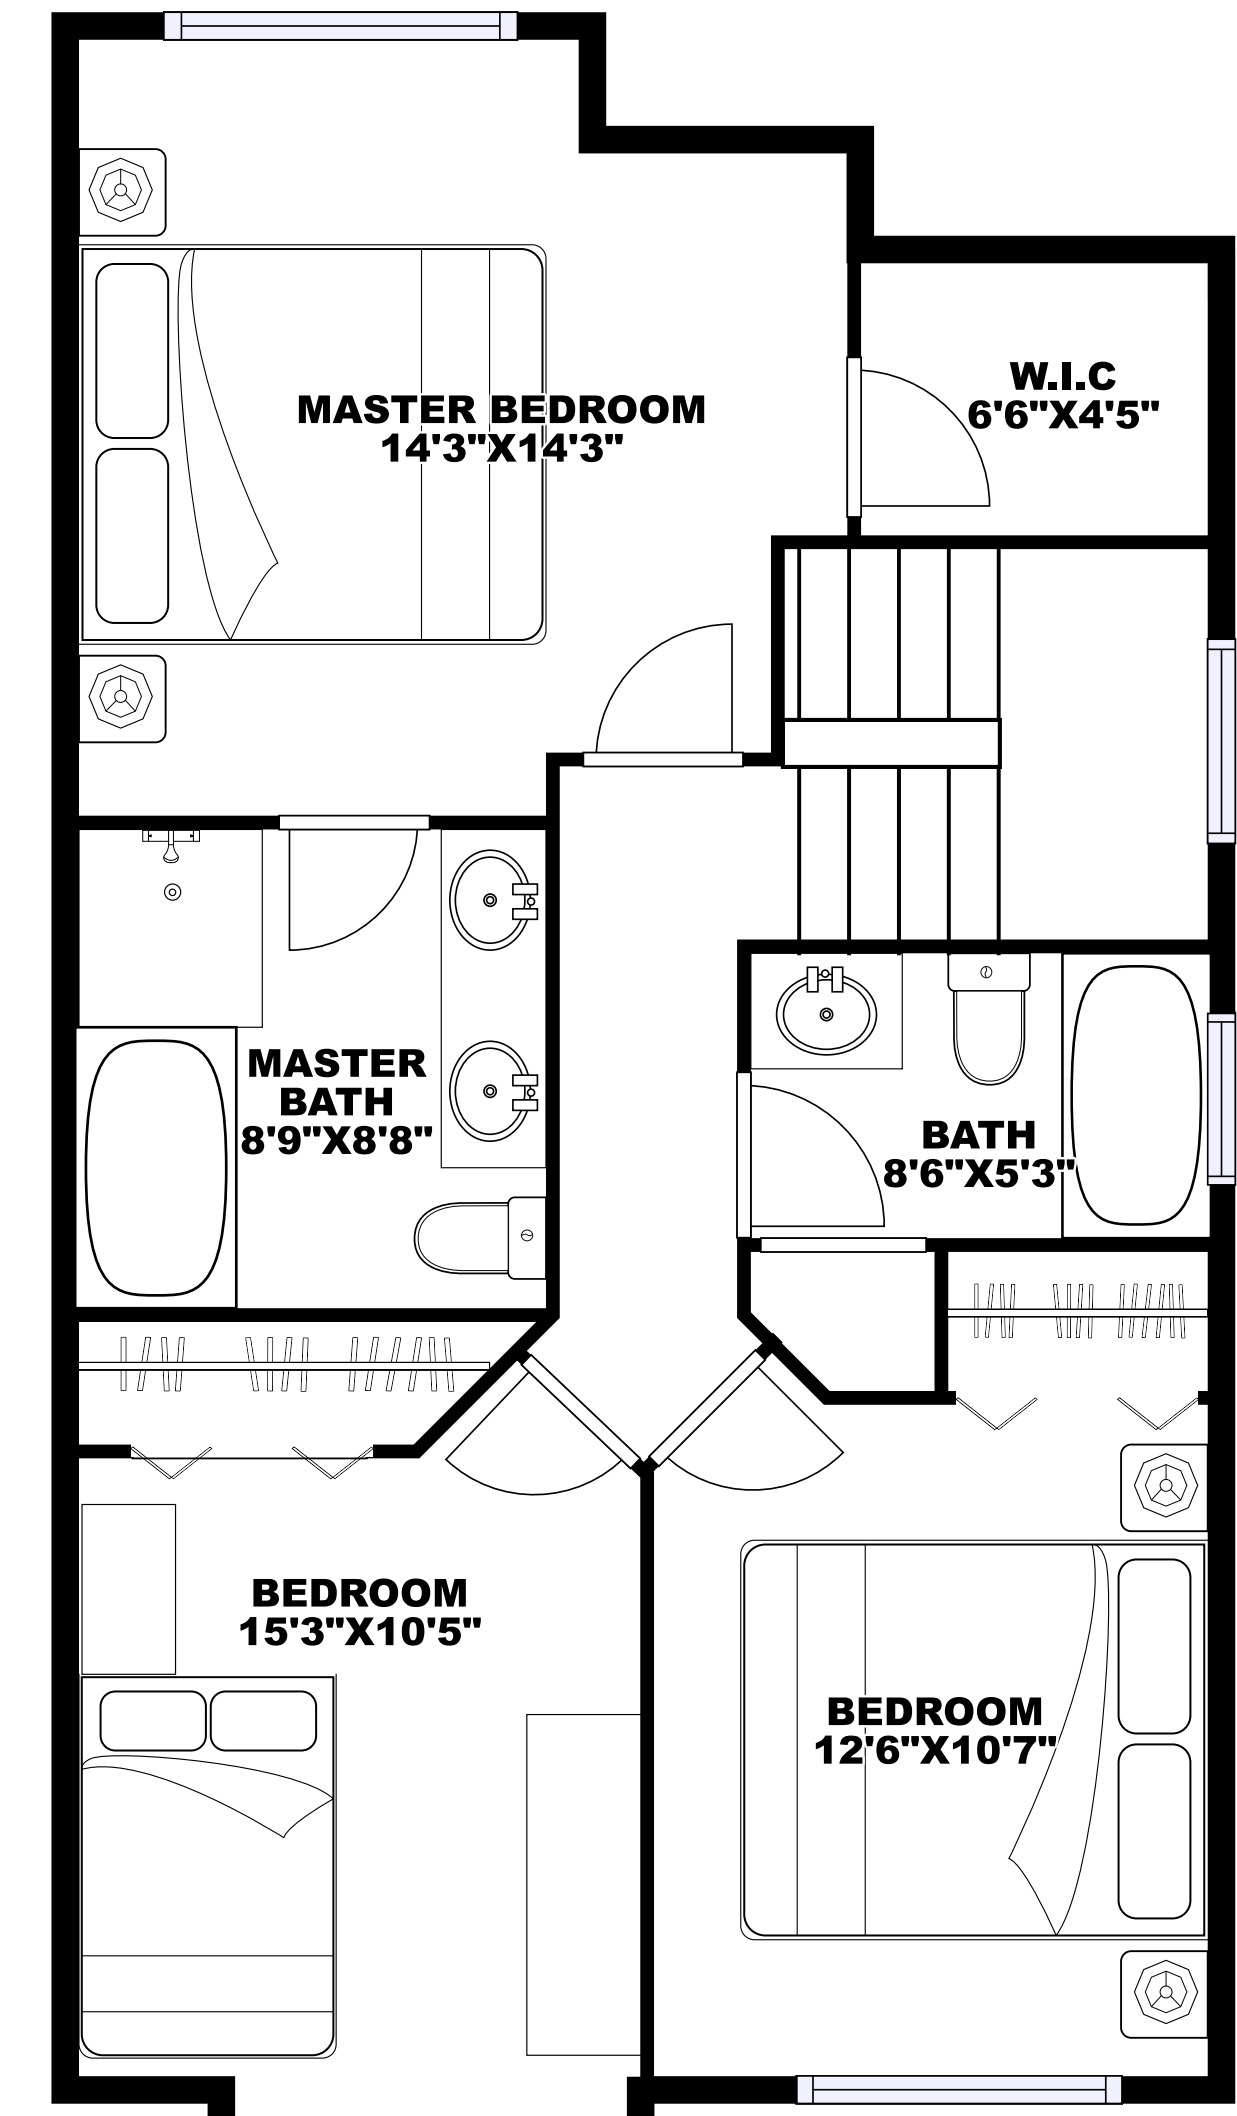 W.I.C
6'6"X4'5"
MASTER BEDROOM
14'3"X14'3"
MASTER
BATH
8'9"X8'8"
BATH
8'6"X5'3"
BEDROOM
15'3"X10'5"
BEDROOM
12'6"X10'7"